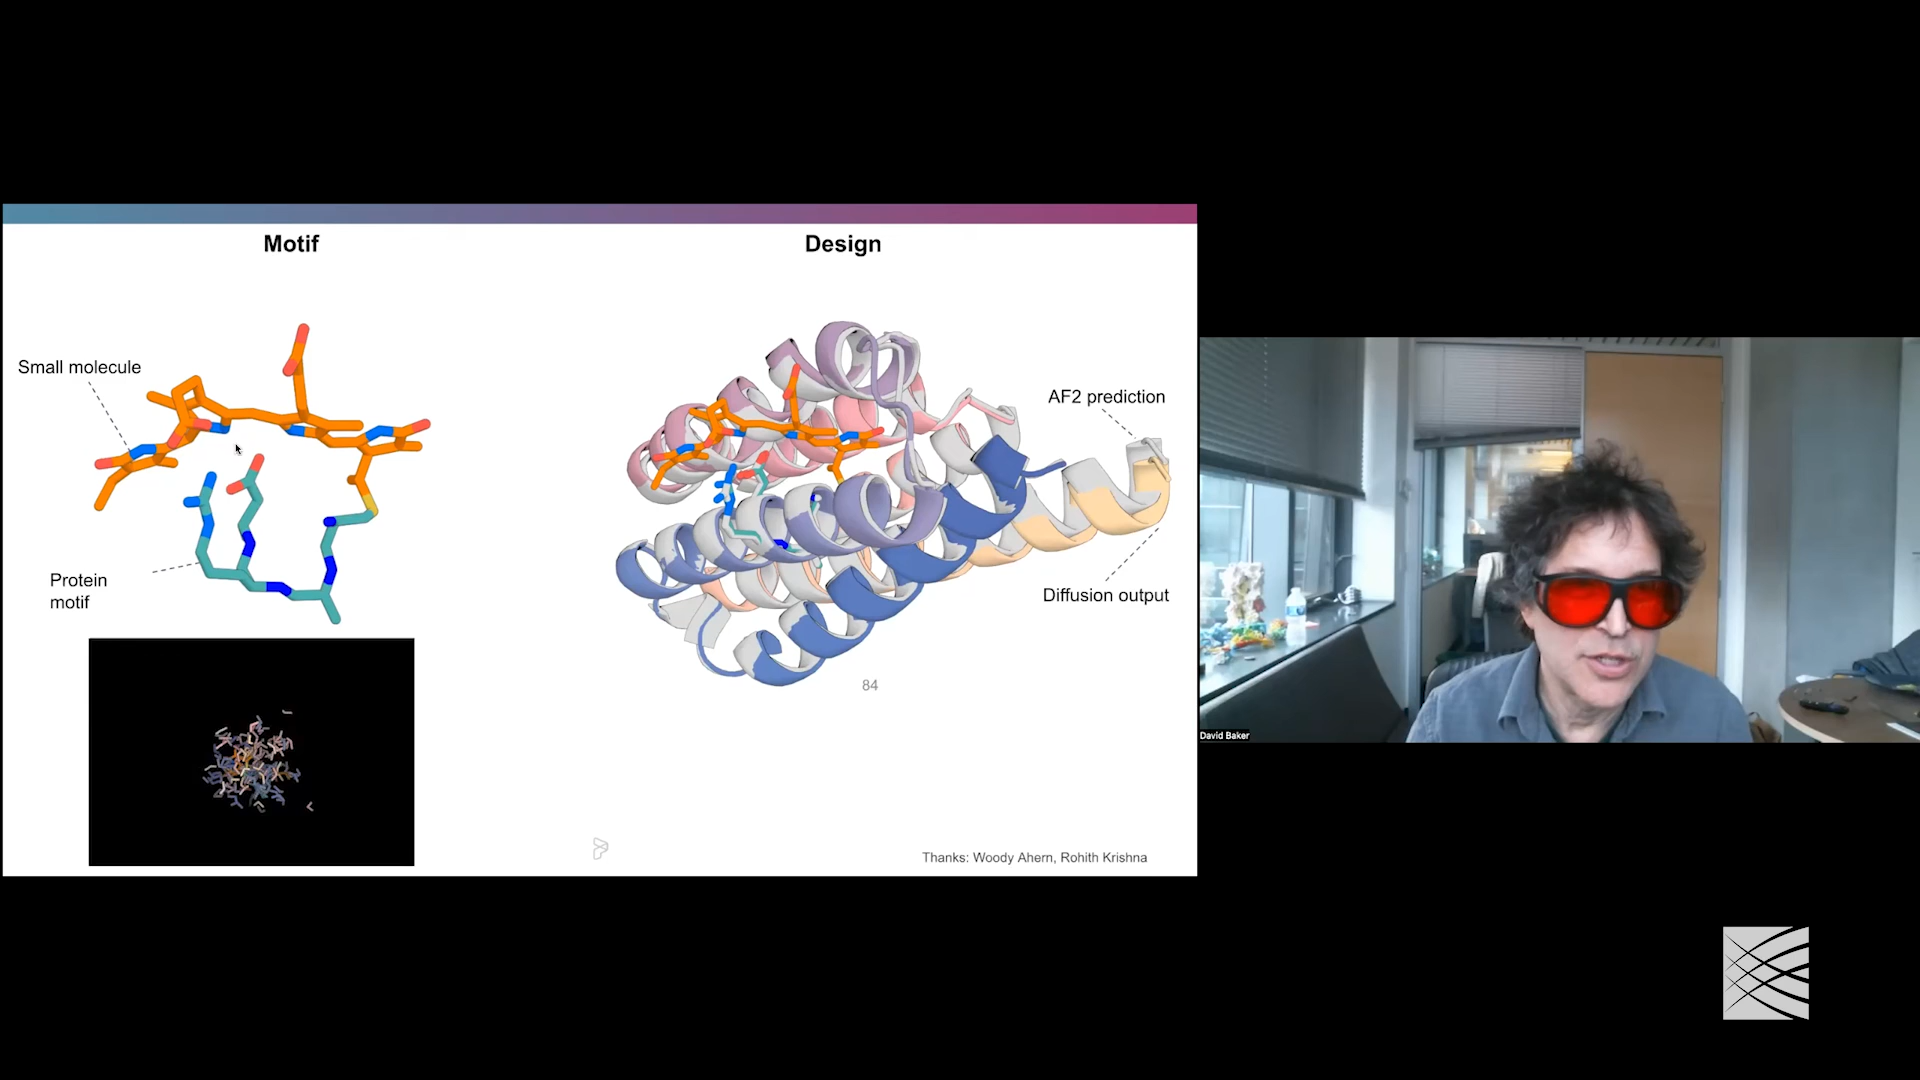 Motif
Design
Small molecule
AF2 prediction
Protein
motif
Diffusion output
84
Thanks: Woody Ahern, Rohith Krishna
David Baker